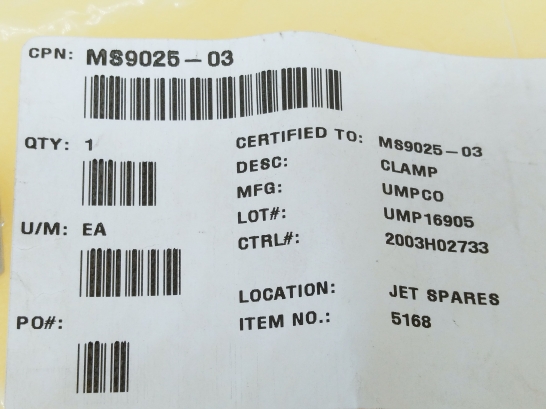 CPN: MS9025-03
QTY: 1
U/M: EA
PO#:
CERTIFIED TO: MS9025-03
DESC: CLAMP
MFG: UMPCO
LOT#: UMP16905
CTRL#: 2003H02733
LOCATION: JET SPARES
ITEM NO.: 5168